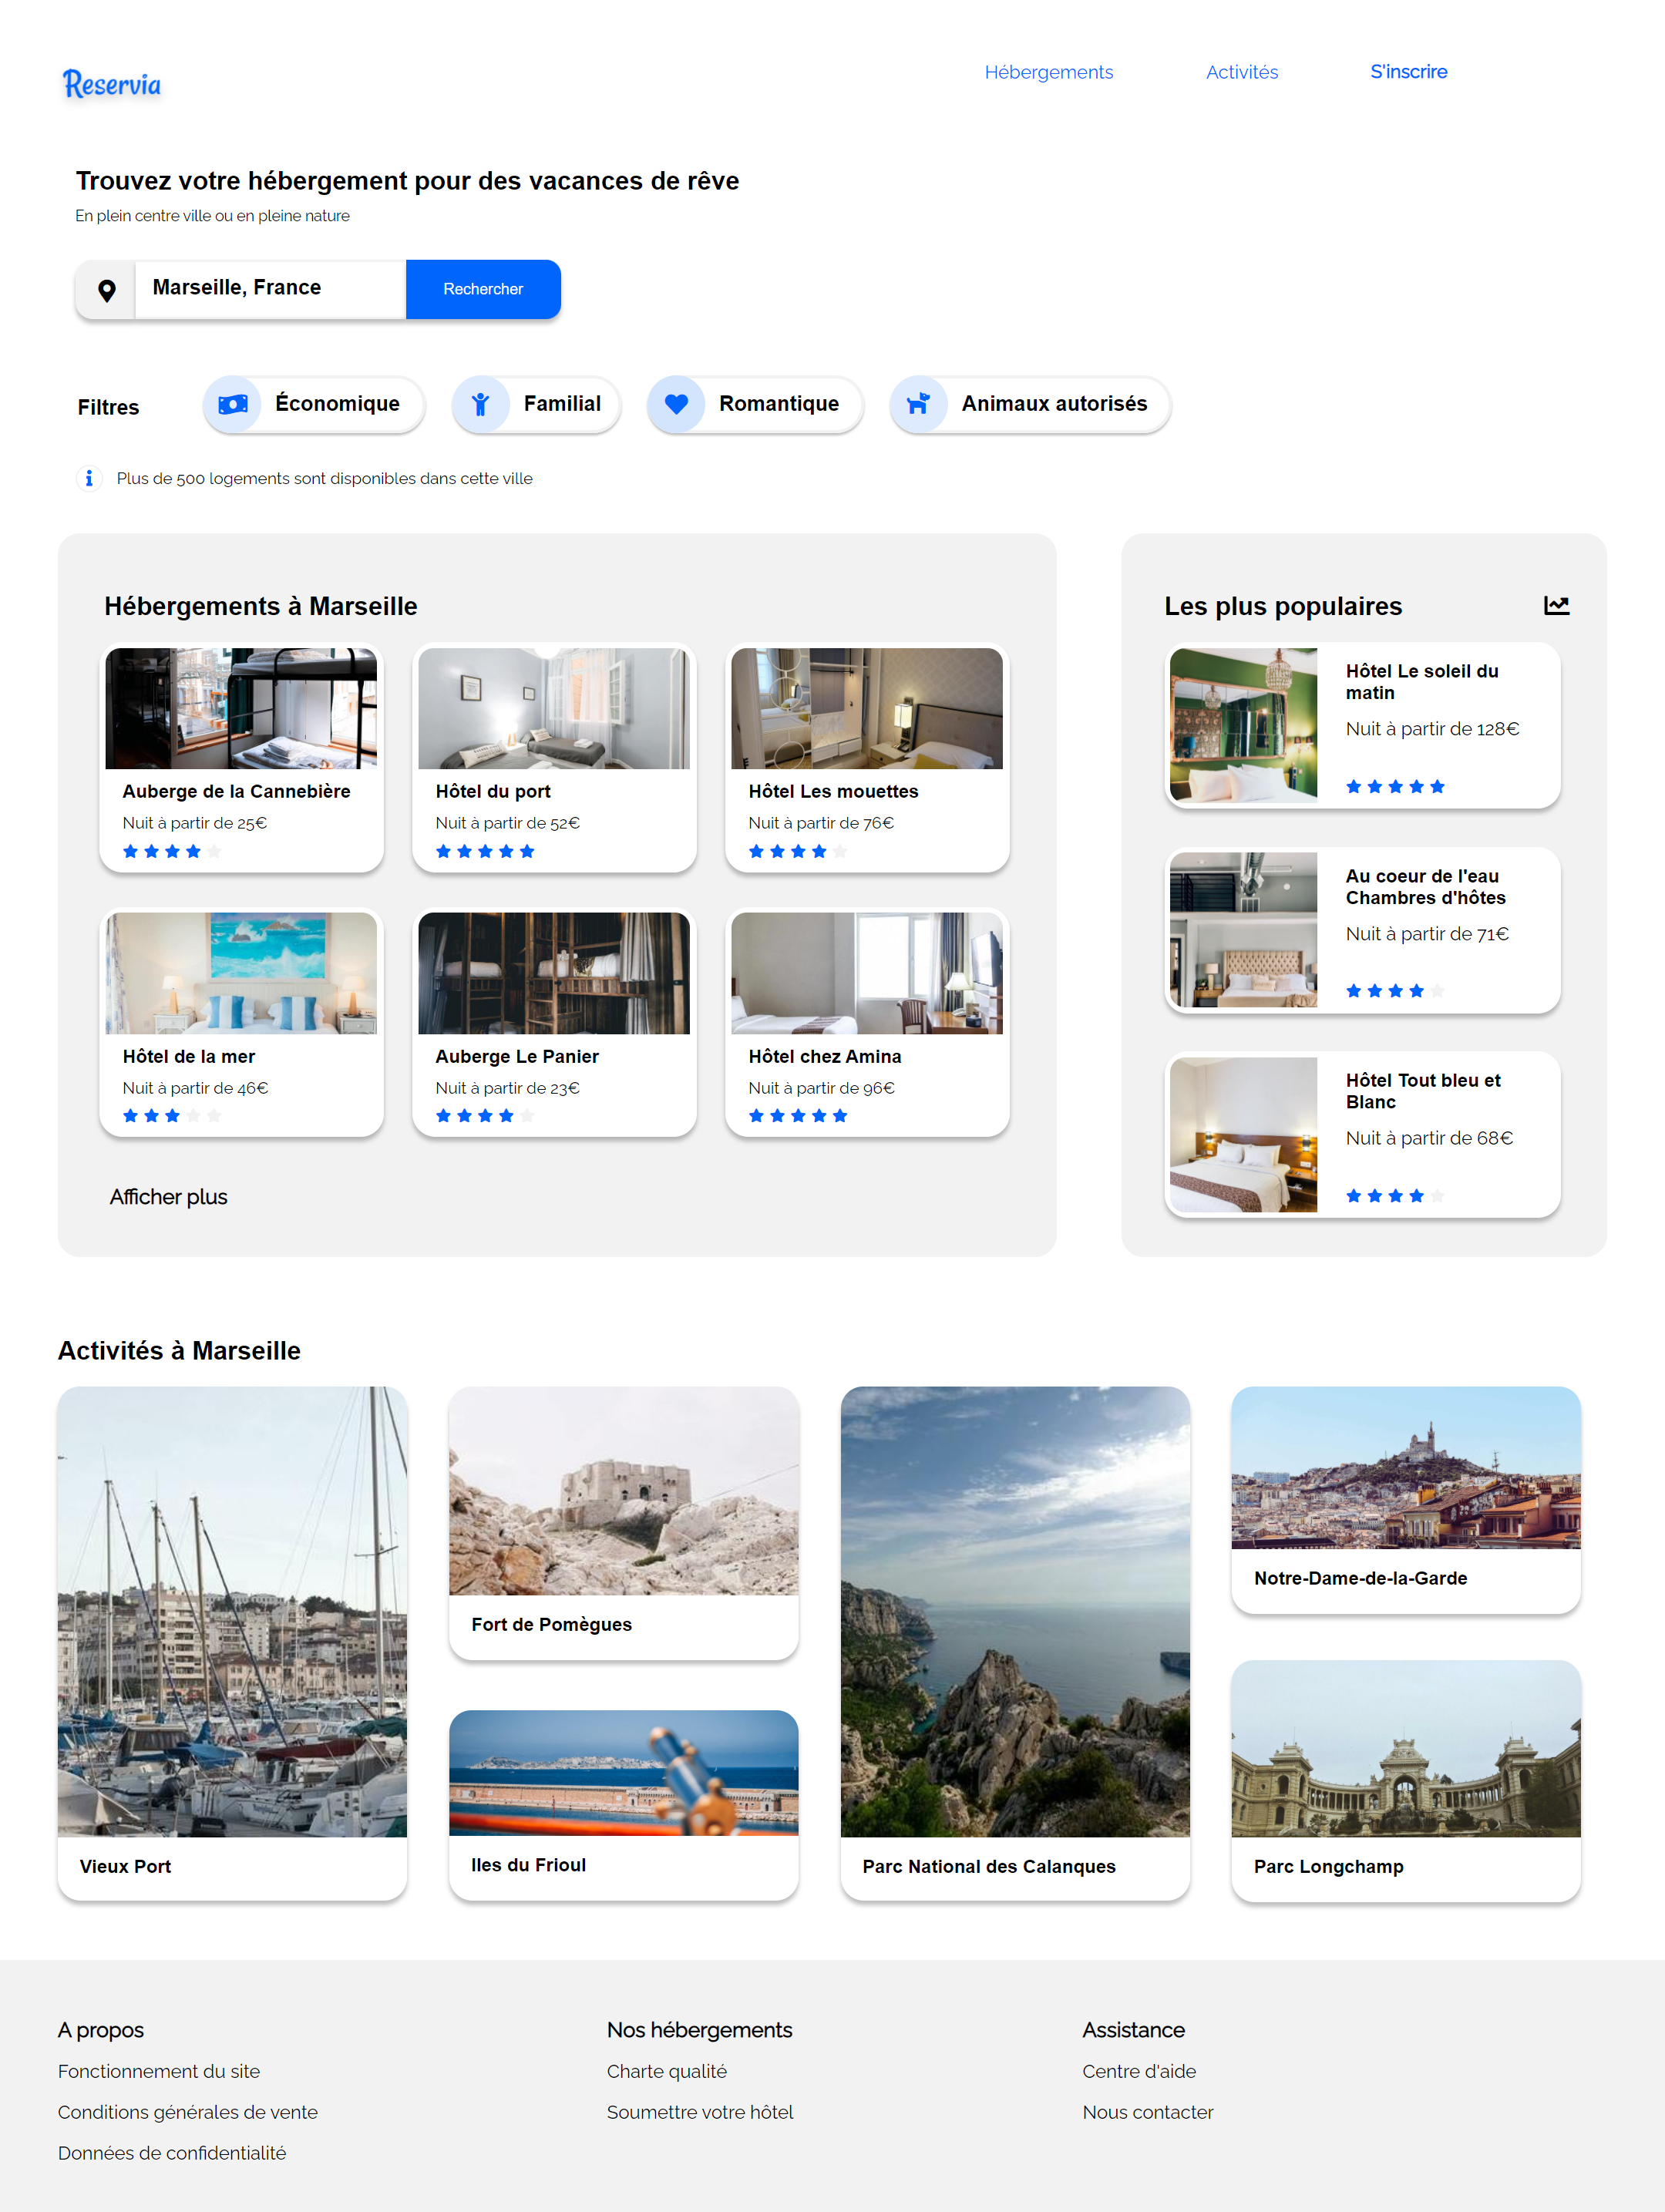 Reservia
Hébergements
Activités
S'inscrire
Trouvez votre hébergement pour des vacances de rêve
En plein centre ville ou en pleine nature
Marseille, France
Rechercher
Filtres
Économique
Familial
Romantique
Animaux autorisés
Plus de 500 logements sont disponibles dans cette ville
Hébergements à Marseille
Auberge de la Cannebière
Nuit à partir de 25€
Hôtel du port
Nuit à partir de 52€
Hôtel Les mouettes
Nuit à partir de 76€
Hôtel de la mer
Nuit à partir de 46€
Auberge Le Panier
Nuit à partir de 23€
Hôtel chez Amina
Nuit à partir de 96€
Afficher plus
Les plus populaires
Hôtel Le soleil du
matin
Nuit à partir de 128€
Au coeur de l'eau
Chambres d'hôtes
Nuit à partir de 71€
Hôtel Tout bleu et
Blanc
Nuit à partir de 68€
Activités à Marseille
Vieux Port
Fort de Pomègues
Iles du Frioul
Parc National des Calanques
Notre-Dame-de-la-Garde
Parc Longchamp
A propos
Fonctionnement du site
Conditions générales de vente
Données de confidentialité
Nos hébergements
Charte qualité
Soumettre votre hôtel
Assistance
Centre d'aide
Nous contacter